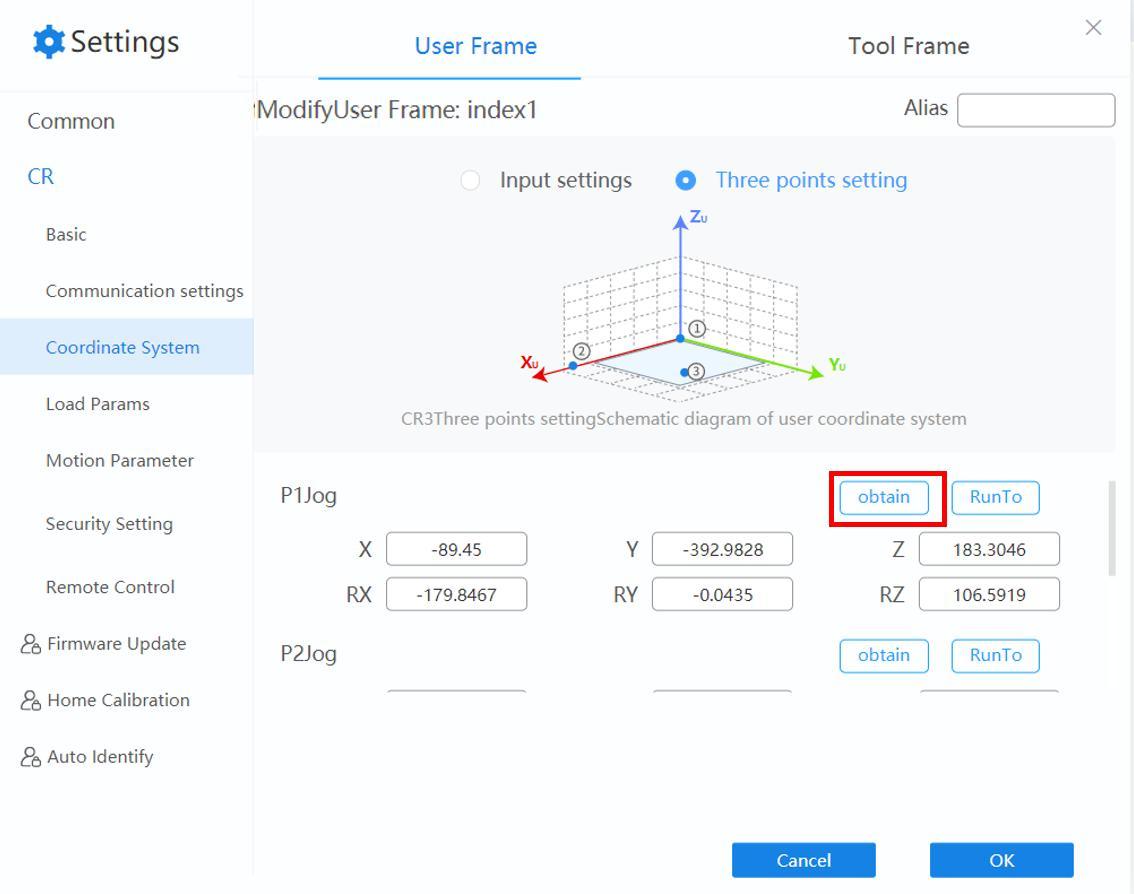 Settings
User Frame
Tool Frame
ModifyUser Frame: index1
Alias
Common
CR
Basic
Communication settings
Coordinate System
Load Params
Motion Parameter
Security Setting
Remote Control
Firmware Update
Home Calibration
Auto Identify
Input settings
Three points setting
ZU
①
②
XU
YU
③
CR3Three points settingSchematic diagram of user coordinate system
P1Jog
obtain
RunTo
X -89.45 Y -392.9828 Z 183.3046
RX -179.8467 RY -0.0435 RZ 106.5919
P2Jog
obtain
RunTo
Cancel
OK